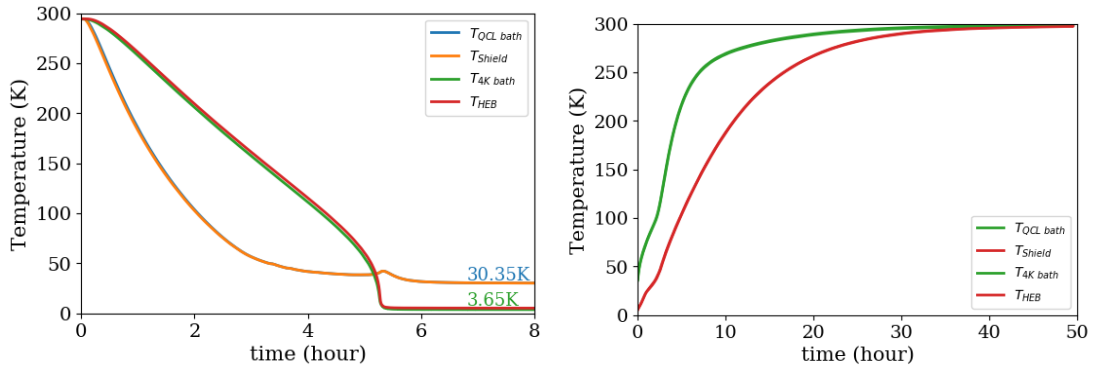 300
250
200
150
100
50
0
Temperature (K)
T_QCL bath
T_Shield
T_4K bath
T_HEB
30.35K
3.65K
0 2 4 6 8
time (hour)
300
250
200
150
100
50
0
Temperature (K)
T_QCL bath
T_Shield
T_4K bath
T_HEB
0 10 20 30 40 50
time (hour)